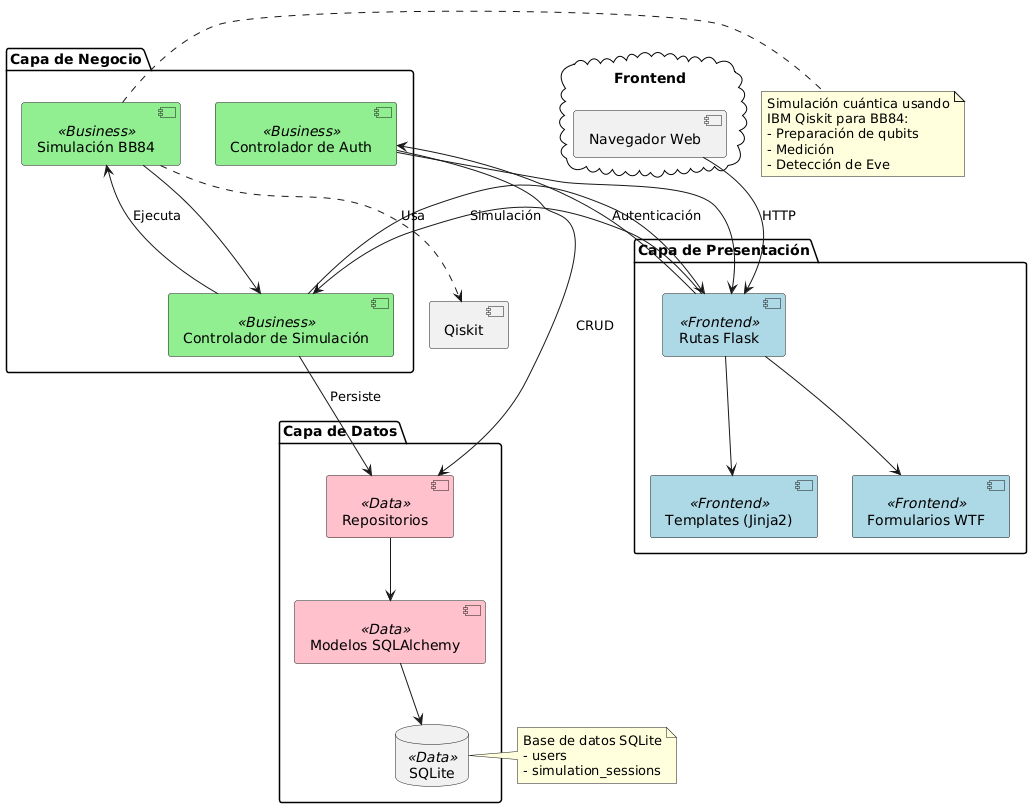 Capa de Negocio
«Business»
Simulación BB84
«Business»
Controlador de Auth
Frontend
Navegador Web
Simulación cuántica usando
IBM Qiskit para BB84:
- Preparación de qubits
- Medición
- Detección de Eve
Ejecuta
Usa
Simulación
Autenticación
HTTP
Capa de Presentación
«Business»
Controlador de Simulación
Qiskit
«Frontend»
Rutas Flask
CRUD
Persiste
Capa de Datos
«Data»
Repositorios
«Frontend»
Templates (Jinja2)
«Frontend»
Formularios WTF
«Data»
Modelos SQLAlchemy
«Data»
SQLite
Base de datos SQLite
- users
- simulation_sessions